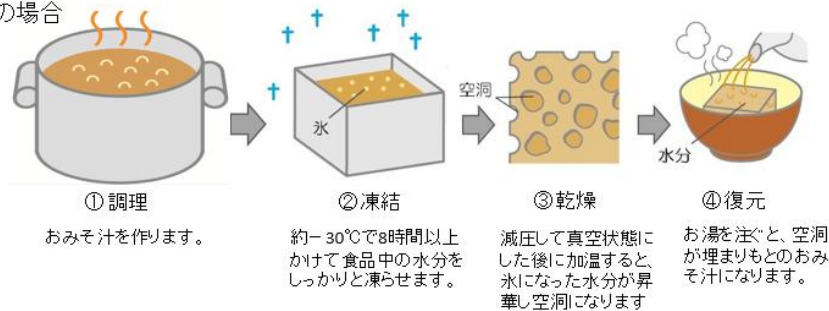 の場合
氷
空洞
水分
①調理
②凍結
③乾燥
④復元
おみそ汁を作ります。
約－30℃で8時間以上
かけて食品中の水分を
しっかりと凍らせます。
減圧して真空状態に
した後に加温すると、
氷になった水分が昇
華し空洞になります
お湯を注ぐと、空洞
が埋まりもとのおみ
そ汁になります。